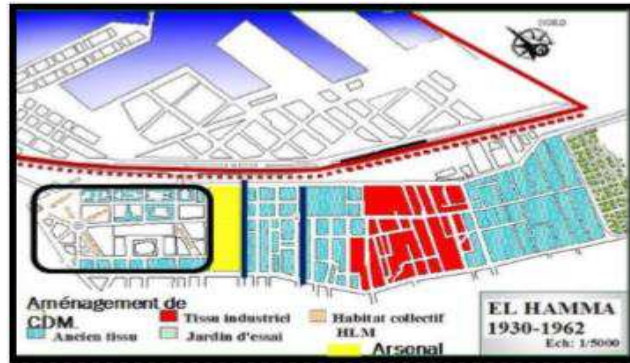 NORD
Aménagement de
CDM.
Tissu industriel
Habitat collectif
HLM
Ancien tissu
Jardin d'essai
Arsonal
EL HAMMA
1930-1962
Ech: 1/5000